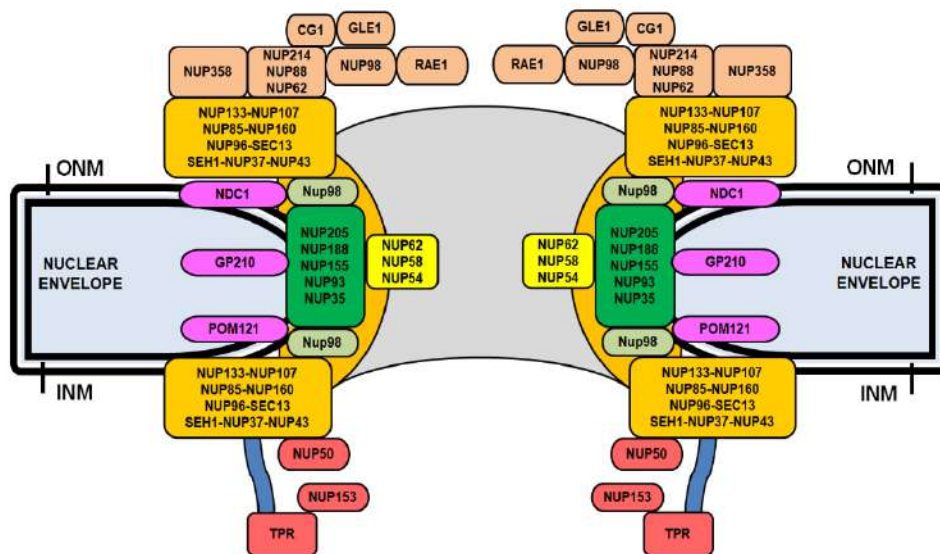 CG1
GLE1
NUP358
NUP214
NUP88
NUP62
NUP98
RAE1
NUP133-NUP107
NUP85-NUP160
NUP96-SEC13
SEH1-NUP37-NUP43
ONM
NDC1
Nup98
NUCLEAR
ENVELOPE
GP210
NUP205
NUP188
NUP155
NUP93
NUP35
NUP62
NUP58
NUP54
POM121
Nup98
INM
NUP133-NUP107
NUP85-NUP160
NUP96-SEC13
SEH1-NUP37-NUP43
NUP50
NUP153
TPR
GLE1
CG1
RAE1
NUP98
NUP214
NUP88
NUP62
NUP358
NUP133-NUP107
NUP85-NUP160
NUP96-SEC13
SEH1-NUP37-NUP43
ONM
Nup98
NDC1
NUP62
NUP58
NUP54
NUP205
NUP188
NUP155
NUP93
NUP35
GP210
NUCLEAR
ENVELOPE
Nup98
POM121
INM
NUP133-NUP107
NUP85-NUP160
NUP96-SEC13
SEH1-NUP37-NUP43
NUP50
NUP153
TPR